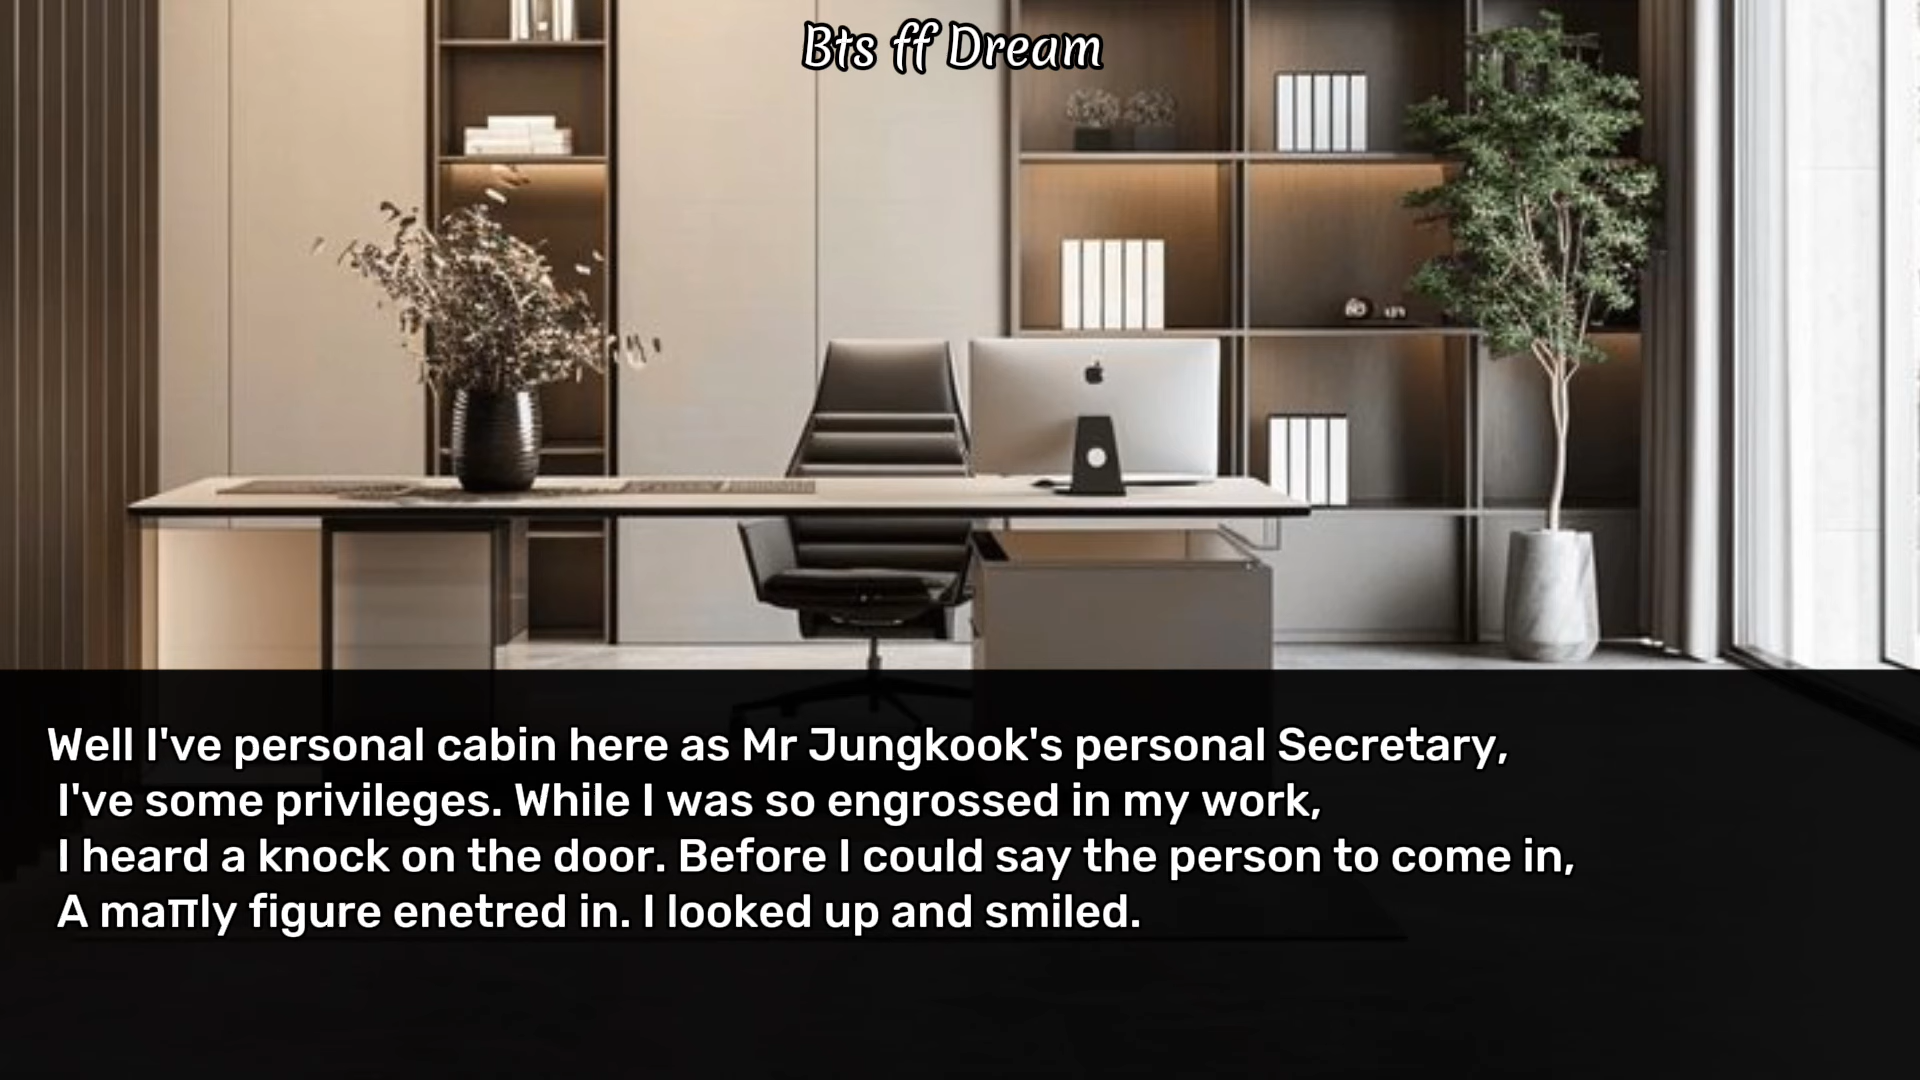 Bts ff Dream
Well I've personal cabin here as Mr Jungkook's personal Secretary,
I've some privileges. While I was so engrossed in my work,
I heard a knock on the door. Before I could say the person to come in,
A maπly figure enetred in. I looked up and smiled.